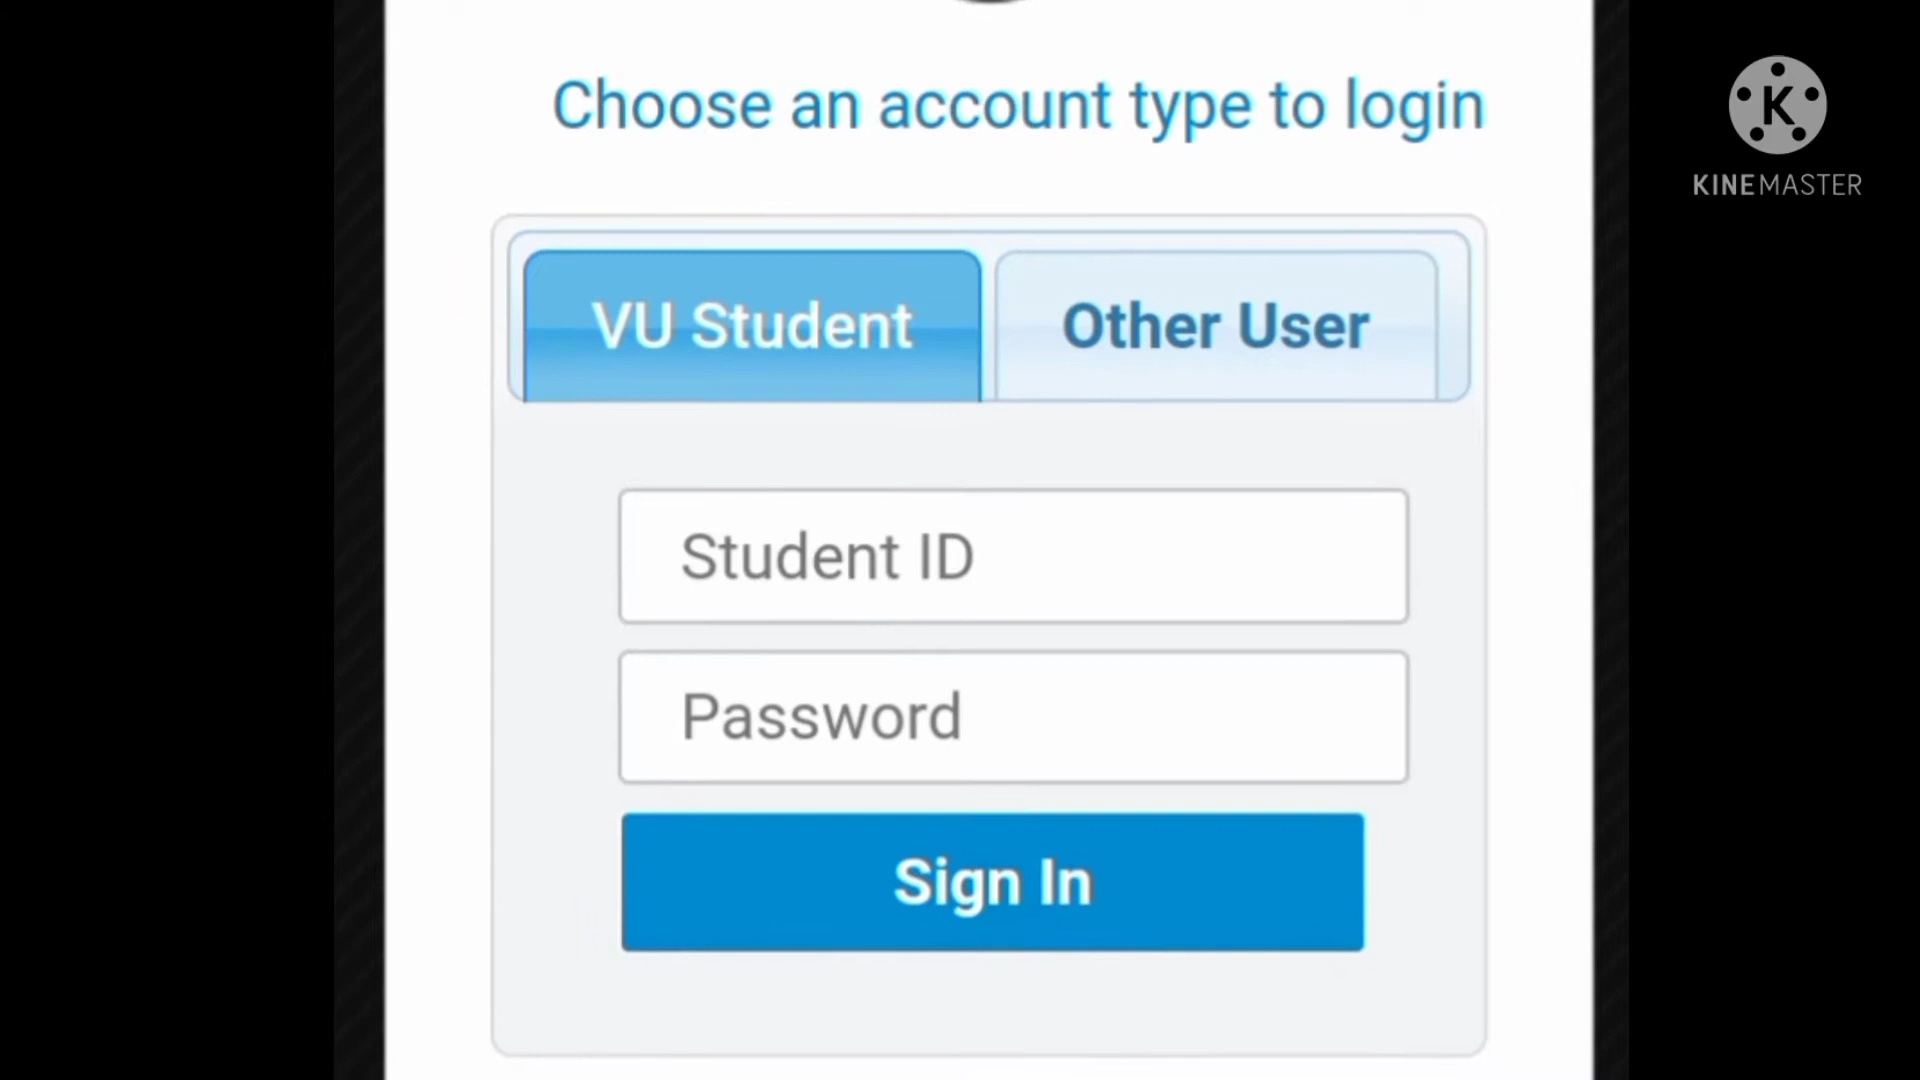 Choose an account type to login
K
KINEMASTER
VU Student
Other User
Student ID
Password
Sign In